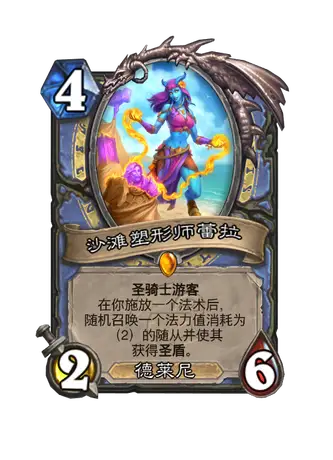 4
沙滩塑形师蕾拉
圣骑士游客
在你施放一个法术后，
随机召唤一个法力值消耗为
（2）的随从并使其
获得圣盾。
2
德莱尼
6